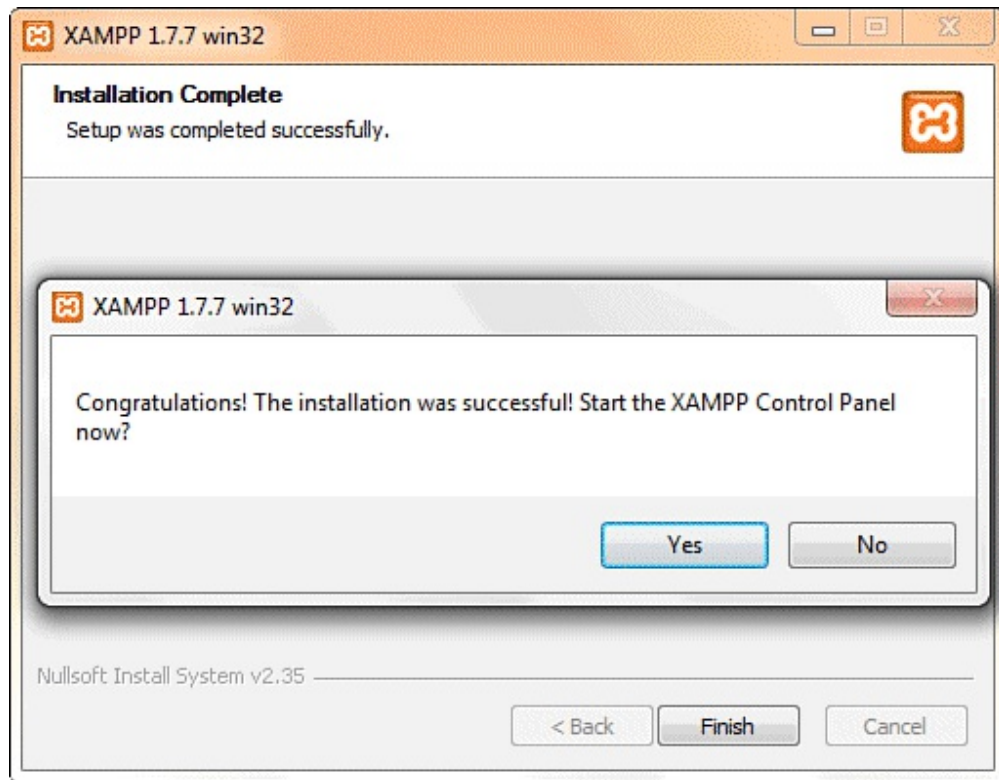 XAMPP 1.7.7 win32
Installation Complete
Setup was completed successfully.
XAMPP 1.7.7 win32
Congratulations! The installation was successful! Start the XAMPP Control Panel
now?
Yes No
Nullsoft Install System v2.35
< Back Finish Cancel